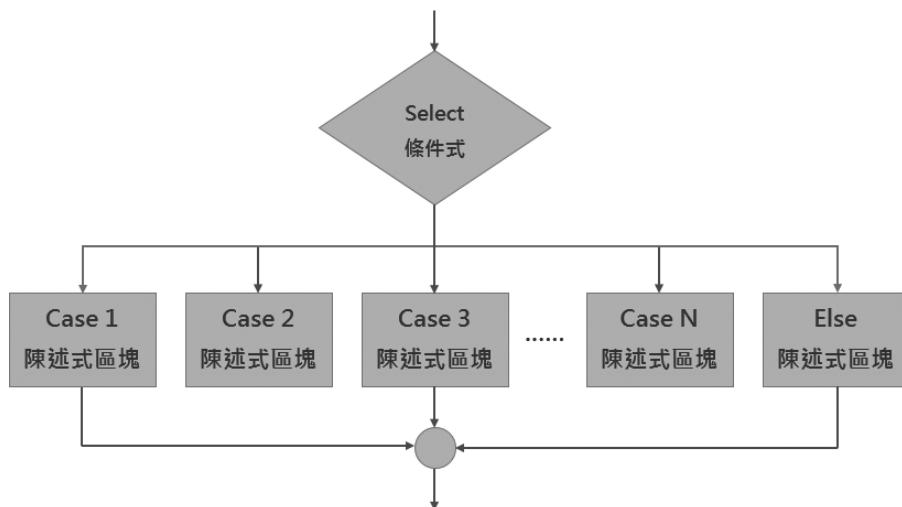 Select
條件式
Case 1
陳述式區塊
Case 2
陳述式區塊
Case 3
陳述式區塊
......
Case N
陳述式區塊
Else
陳述式區塊